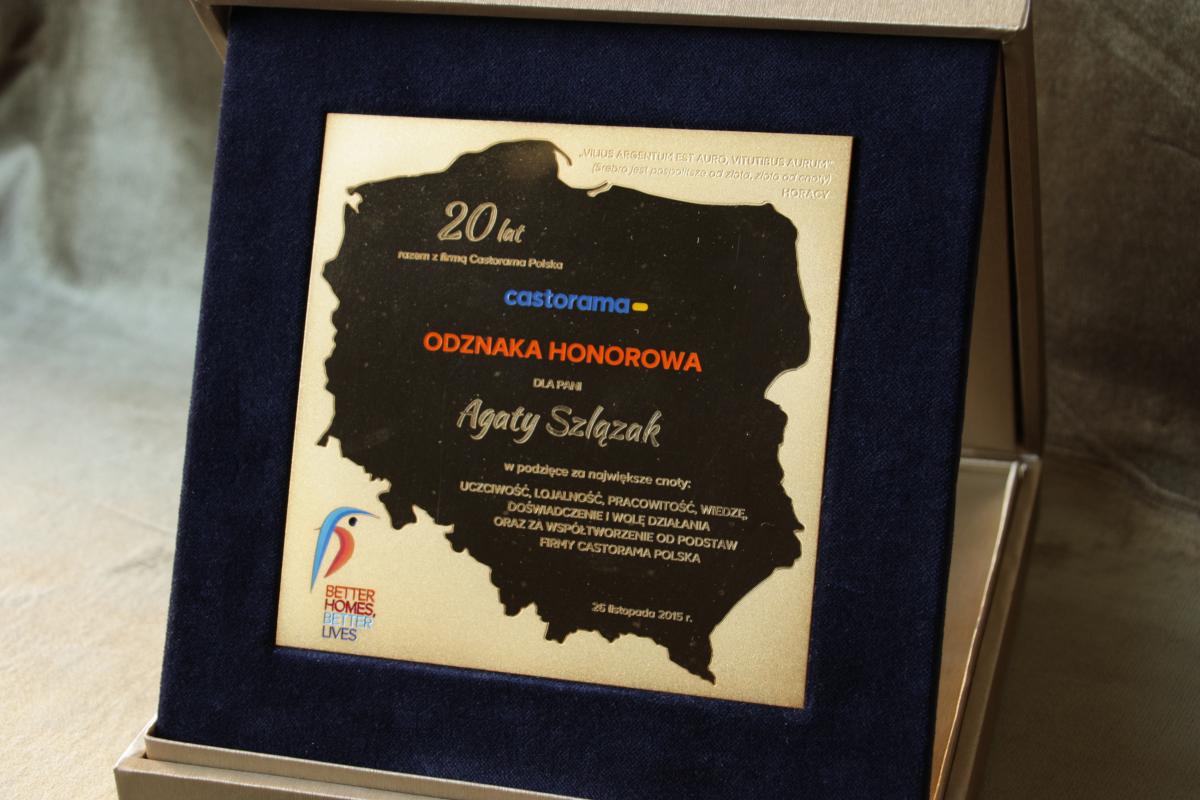 „VILIUS ARGENTUM EST AURO, VITUTIBUS AURUM"
(Srebro jest pospolitsze od złota, złoto od cnoty)
HORACY
20 lat
razem z firmą Castorama Polska
castorama
ODZNAKA HONOROWA
DLA PANI
Agaty Szlązak
w podzięce za największe cnoty:
UCZCIWOŚĆ, LOJALNOŚĆ, PRACOWITOŚĆ, WIEDZĘ,
DOŚWIADCZENIE I WOLĘ DZIAŁANIA
ORAZ ZA WSPÓŁTWORZENIE OD PODSTAW
FIRMY CASTORAMA POLSKA
26 listopada 2015 r.
BETTER
HOMES,
BETTER
LIVES